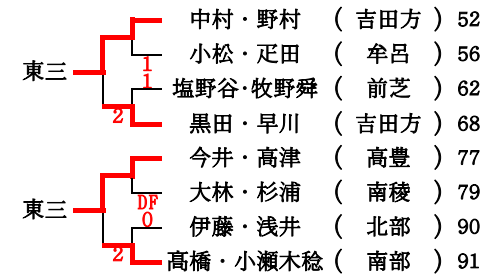 中村・野村 ( 吉田方 ) 52
小松・疋田 ( 牟呂 ) 56
1
東三
1
塩野谷・牧野舜 ( 前芝 ) 62
2
黒田・早川 ( 吉田方 ) 68
今井・高津 ( 高豊 ) 77
大林・杉浦 ( 南稜 ) 79
DF
東三
0
伊藤・浅井 ( 北部 ) 90
2
髙橋・小瀬木稔 ( 南部 ) 91